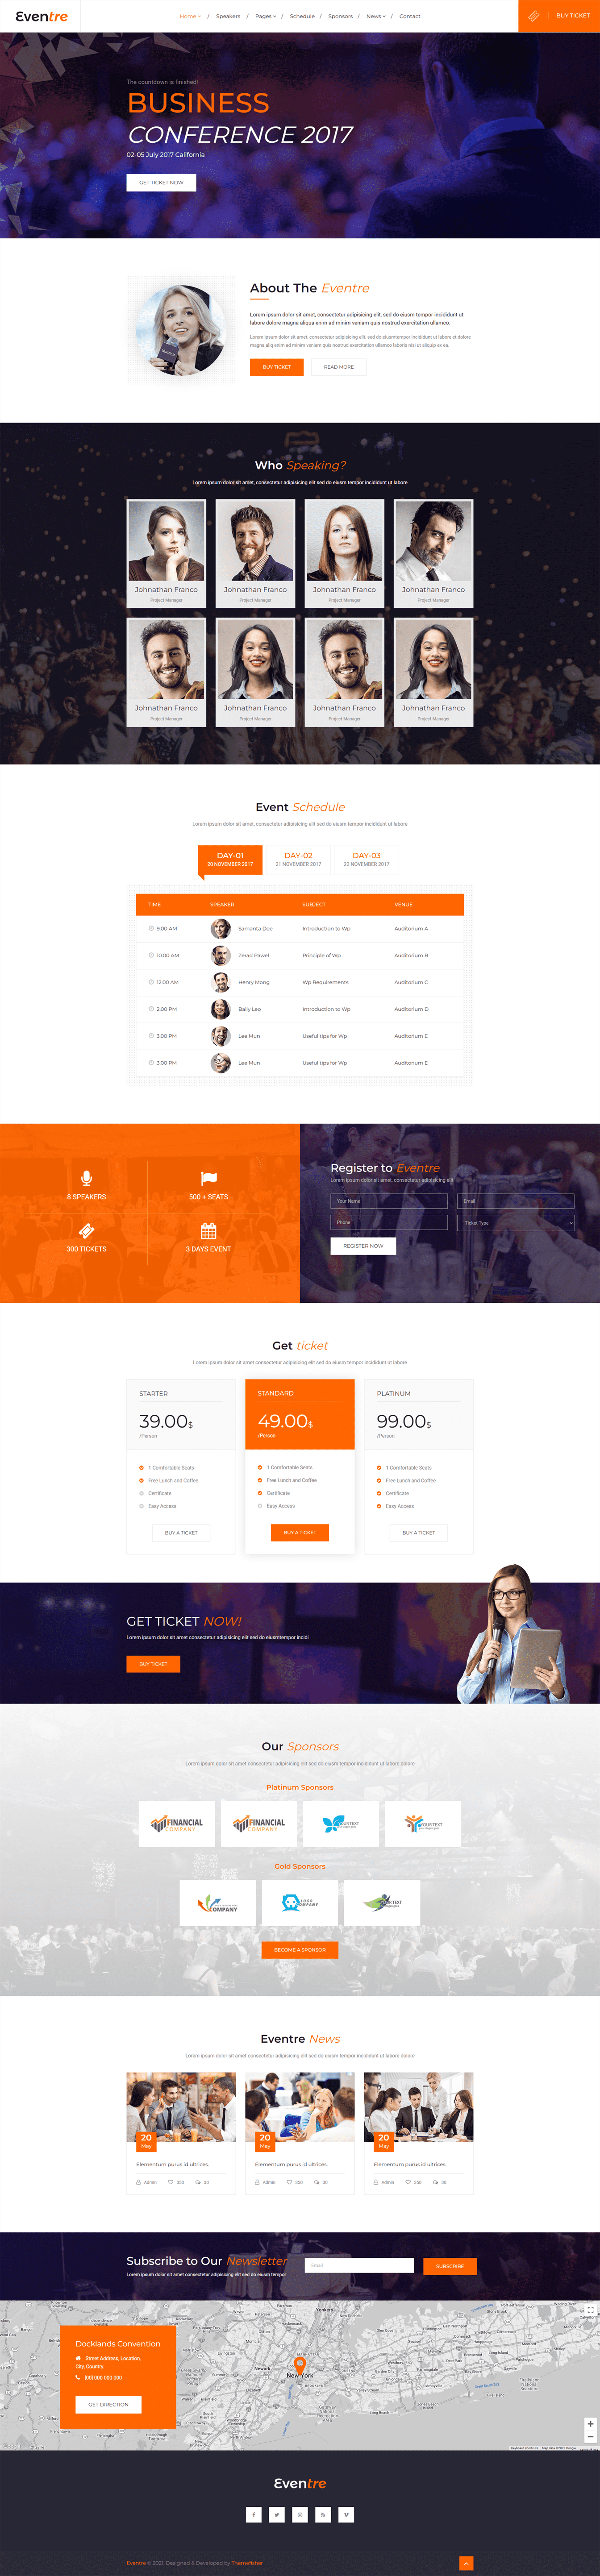 Eventre
Home / Speakers / Pages / Schedule / Sponsors / News / Contact
BUY TICKET
The countdown is finished!
BUSINESS
CONFERENCE 2017
02-05 July 2017 California
GET TICKET NOW
About The Eventre
Lorem ipsum dolor sit amet, consectetur adipisicing elit, sed do eiusm tempor incididunt ut
labore dolore magna aliqua enim ad minim veniam quis nostrud exercitation ullamco.
Lorem ipsum dolor sit amet, consectetur adipisicing elit, sed do eiusmtempor incididunt ut labore et dolore
magna aliq enim ad minim veniam quis nostrud exercitation ullamco laboris nisi ut aliquip ex ea.
BUY TICKET
READ MORE
Who Speaking?
Lorem ipsum dolor sit amet, consectetur adipisicing elit sed do eiusm tempor incididunt ut labore
Johnathan Franco Johnathan Franco Johnathan Franco Johnathan Franco
Project Manager Project Manager Project Manager Project Manager
Johnathan Franco Johnathan Franco Johnathan Franco Johnathan Franco
Project Manager Project Manager Project Manager Project Manager
Event Schedule
Lorem ipsum dolor sit amet, consectetur adipisicing elit sed do eiusm tempor incididunt ut labore
DAY-01 DAY-02 DAY-03
20 NOVEMBER 2017 21 NOVEMBER 2017 22 NOVEMBER 2017
TIME SPEAKER SUBJECT VENUE
9.00 AM Samanta Doe Introduction to Wp Auditorium A
10.00 AM Zerad Pawel Principle of Wp Auditorium B
12.00 AM Henry Mong Wp Requirements Auditorium C
2.00 PM Baily Leo Introduction to Wp Auditorium D
3.00 PM Lee Mun Useful tips for Wp Auditorium E
3.00 PM Lee Mun Useful tips for Wp Auditorium E
8 SPEAKERS 500 + SEATS
300 TICKETS 3 DAYS EVENT
Register to Eventre
Lorem ipsum dolor sit amet, consectetur adipisicing elit
Your Name Email
Phone Ticket Type
REGISTER NOW
Get ticket
Lorem ipsum dolor sit amet consectetur adipisicing elit sed do eiusm tempor incididunt ut labore
STARTER STANDARD PLATINUM
39.00$ 49.00$ 99.00$
/Person /Person /Person
1 Comfortable Seats 1 Comfortable Seats 1 Comfortable Seats
Free Lunch and Coffee Free Lunch and Coffee Free Lunch and Coffee
Certificate Certificate Certificate
Easy Access Easy Access Easy Access
BUY A TICKET BUY A TICKET BUY A TICKET
GET TICKET NOW!
Lorem ipsum dolor sit amet consectetur adipisicing elit sed do eiusmtempor incidi
BUY TICKET
Our Sponsors
Lorem ipsum dolor sit amet consectetur adipisicing elit sed do eiusm tempor incididunt ut labore dolore
Platinum Sponsors
FINANCIAL FINANCIAL YOUR TEXT YOUR TEXT
COMPANY COMPANY
Gold Sponsors
COMPANY
BECOME A SPONSOR
Eventre News
Lorem ipsum dolor sit amet consectetur adipisicing elit sed do eiusm tempor incididunt ut labore dolore
20 20 20
May May May
Elementum purus id ultrices. Elementum purus id ultrices. Elementum purus id ultrices.
Admin 350 30 Admin 350 30 Admin 350 30
Subscribe to Our Newsletter
Lorem ipsum dolor sit amet consectetur adipisicing elit sed do eiusm tempor
Email
SUBSCRIBE
Docklands Convention
Street Address, Location,
City, Country.
(00) 000 000 000
GET DIRECTION
Newark
New York
Eventre
Eventre © 2021, Designed & Developed by Themefisher